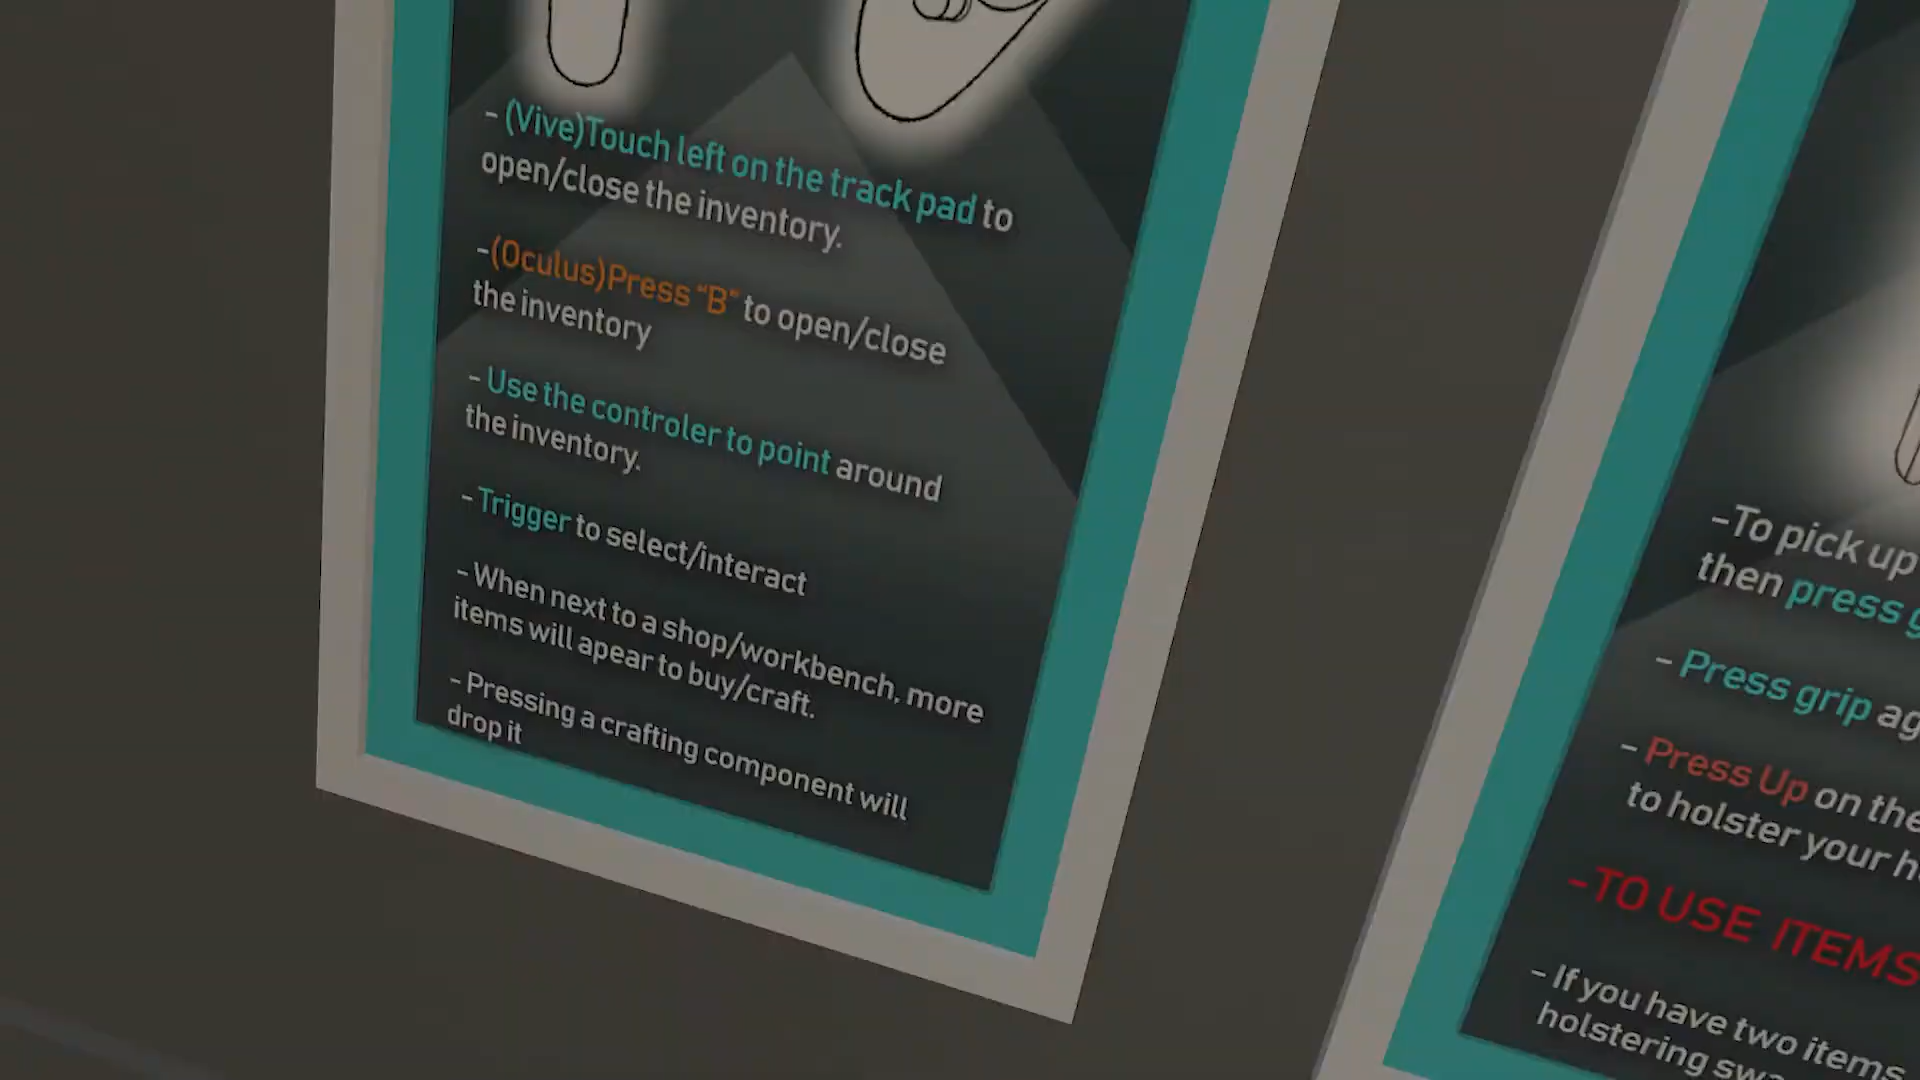 - (Vive)Touch left on the track pad to
open/close the inventory.
-(Oculus)Press "B" to open/close
the inventory
- Use the controler to point around
the inventory.
- Trigger to select/interact
- When next to a shop/workbench, more
items will apear to buy/craft.
- Pressing a crafting component will
drop it
-To pick up
then press
- Press grip
- Press Up on the
to holster your
-TO USE ITEMS
- If you have two items
holstering